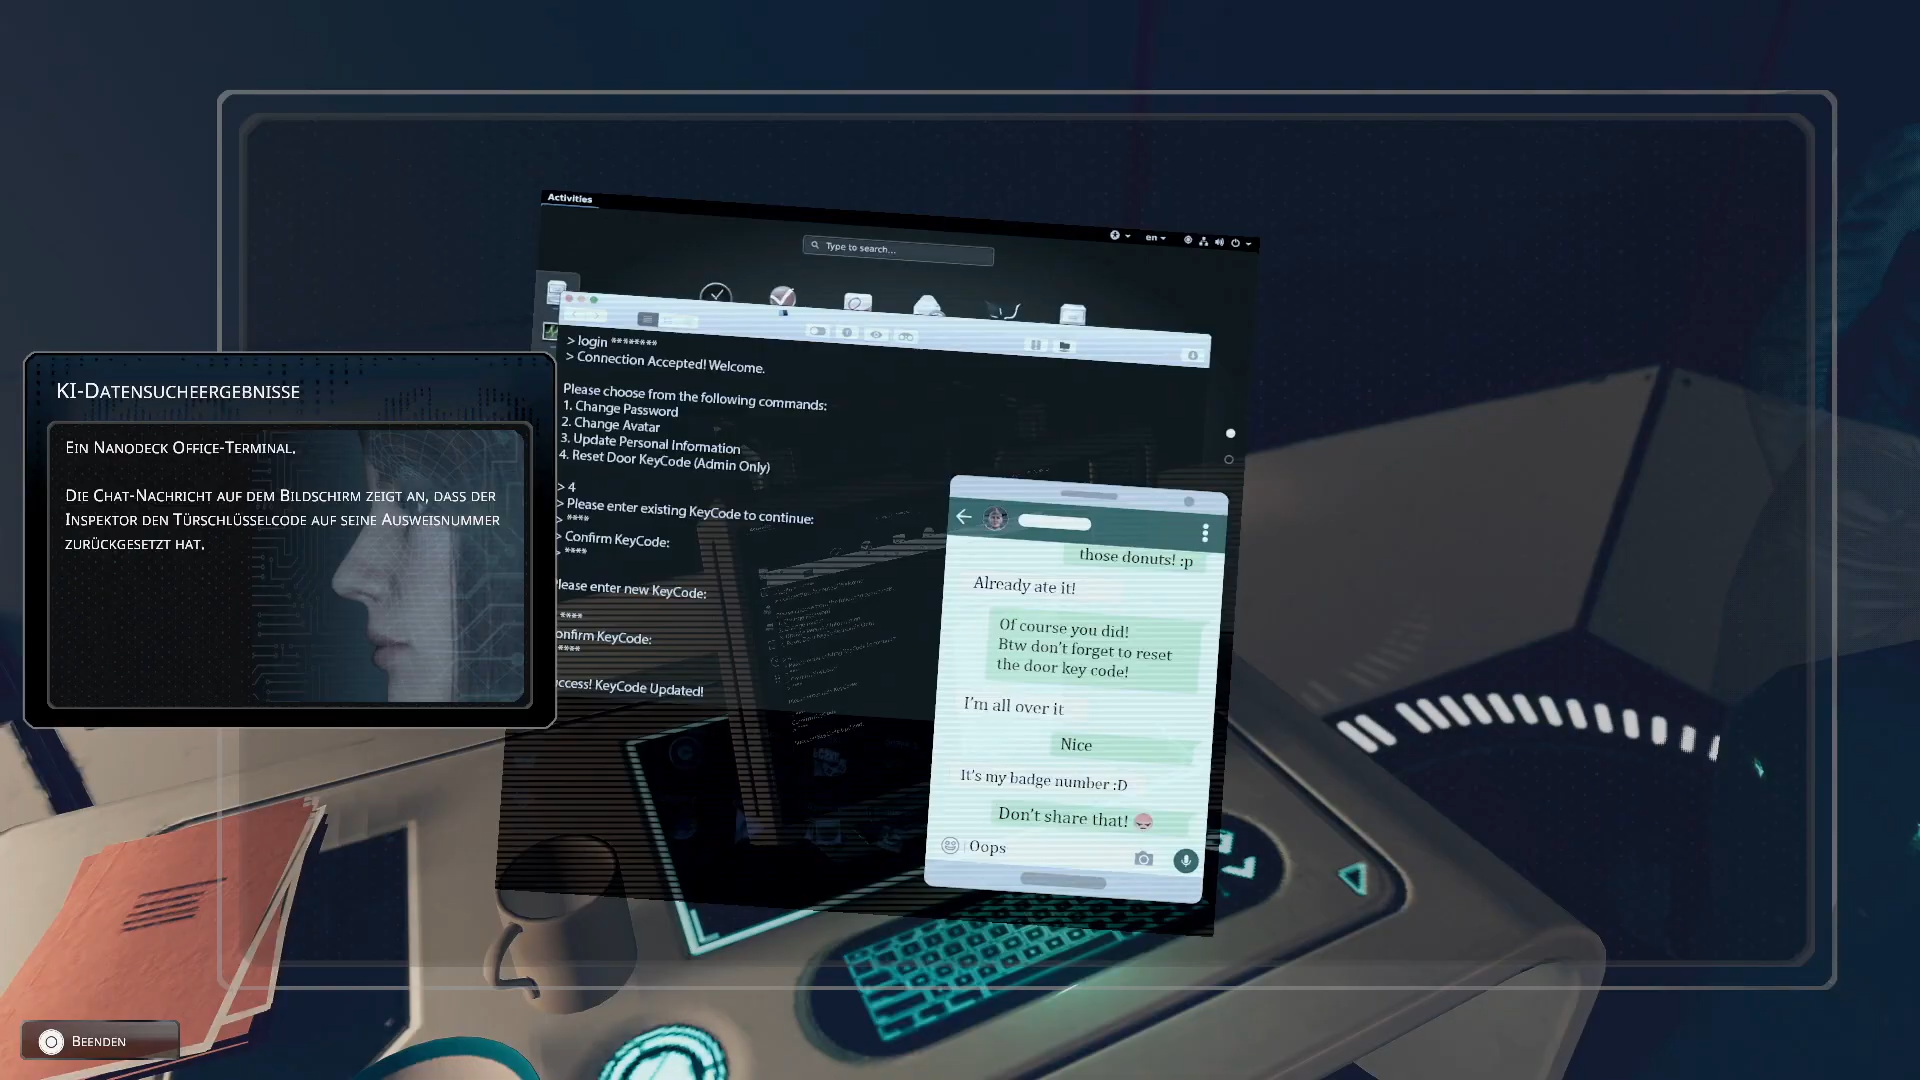 Activities
en
Type to search...
> login ********
> Connection Accepted! Welcome.
Please choose from the following commands:
1. Change Password
2. Change Avatar
3. Update Personal Information
4. Reset Door KeyCode (Admin Only)
> 4
> Please enter existing KeyCode to continue:
> ****
> Confirm KeyCode:
> ****
Please enter new KeyCode:
****
onfirm KeyCode:
****
ccess! KeyCode Updated!
KI-Datensucheergebnisse
Ein Nanodeck Office-Terminal.
Die Chat-Nachricht auf dem Bildschirm zeigt an, dass der
Inspektor den Türschlüsselcode auf seine Ausweisnummer
zurückgesetzt hat.
those donuts! :p
Already ate it!
Of course you did!
Btw don't forget to reset
the door key code!
I'm all over it
Nice
It's my badge number :D
Don't share that! 😡
Oops
Beenden